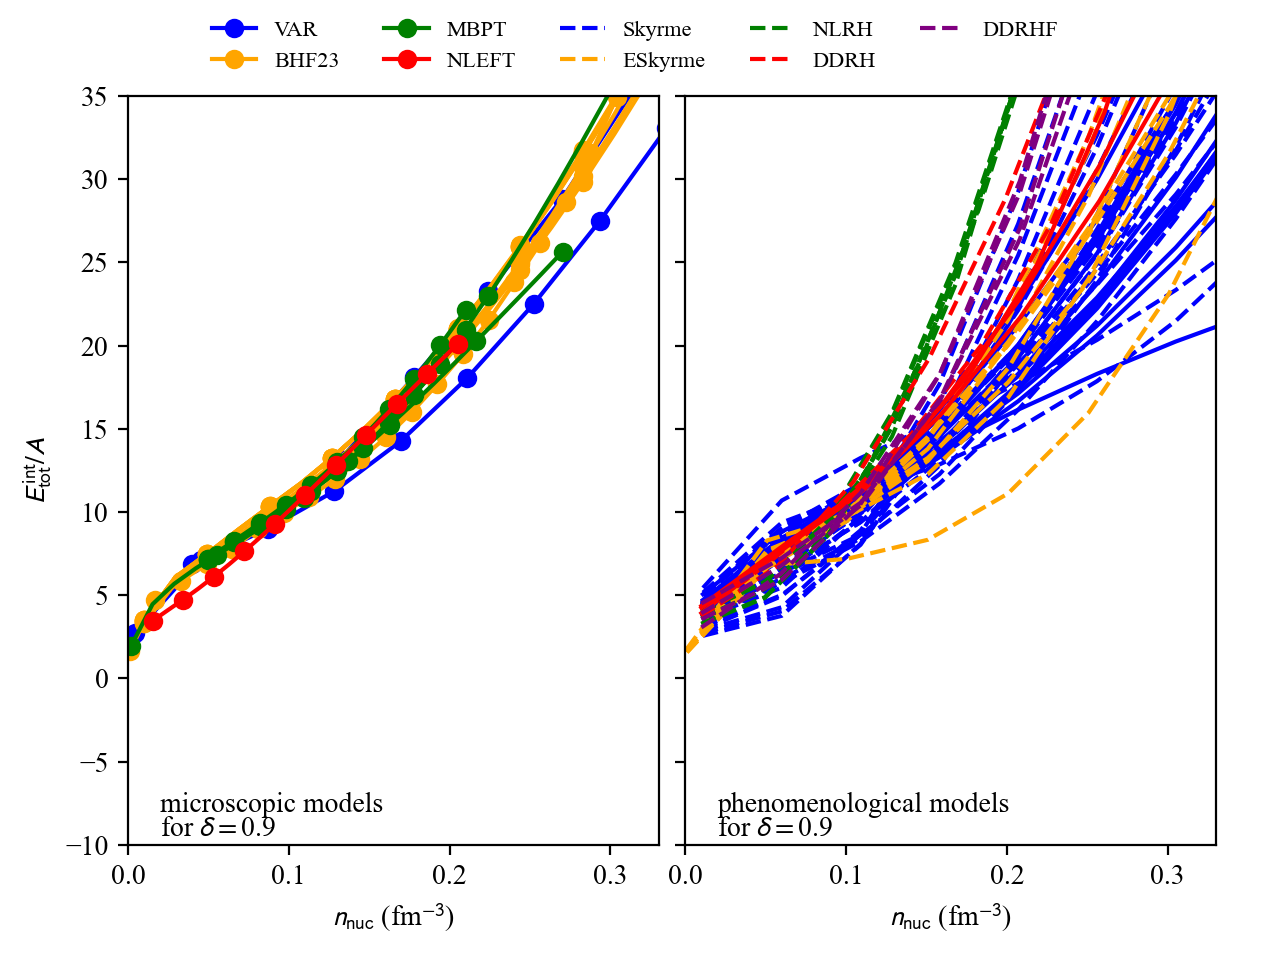 VAR MBPT Skyrme NLRH DDRHF
BHF23 NLEFT ESkyrme DDRH
35
30
25
20
15
10
5
0
−5
−10
E^int_tot/A
microscopic models
for δ = 0.9
phenomenological models
for δ = 0.9
0.0 0.1 0.2 0.3
0.0 0.1 0.2 0.3
n_nuc (fm⁻³)
n_nuc (fm⁻³)